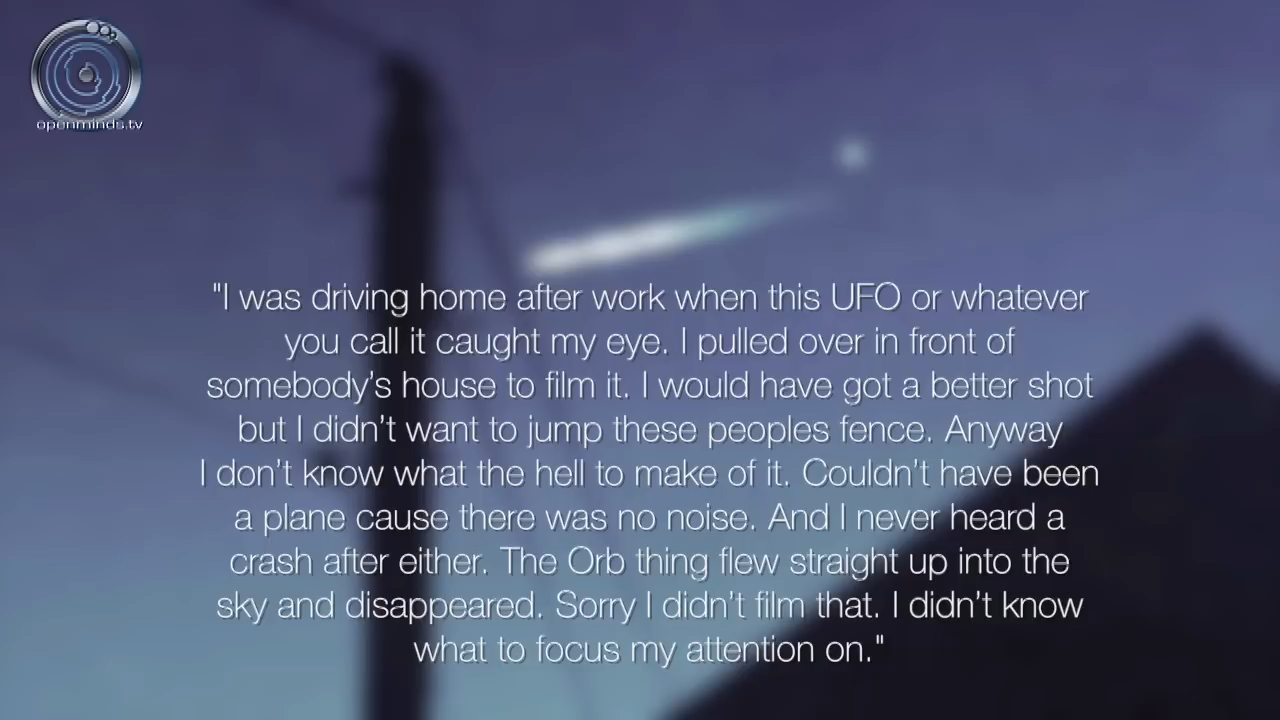 openminds.tv
"I was driving home after work when this UFO or whatever
you call it caught my eye. I pulled over in front of
somebody's house to film it. I would have got a better shot
but I didn't want to jump these peoples fence. Anyway
I don't know what the hell to make of it. Couldn't have been
a plane cause there was no noise. And I never heard a
crash after either. The Orb thing flew straight up into the
sky and disappeared. Sorry I didn't film that. I didn't know
what to focus my attention on."